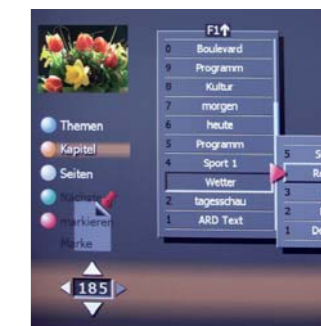 F1
0 Boulevard
9 Programm
8 Kultur
7 morgen
6 heute
5 Programm
4 Sport 1
Wetter
2 tagesschau
1 ARD Text
Themen
Kapitel
Seiten
Nächste
markieren
Marke
5 S
3
2
1
185